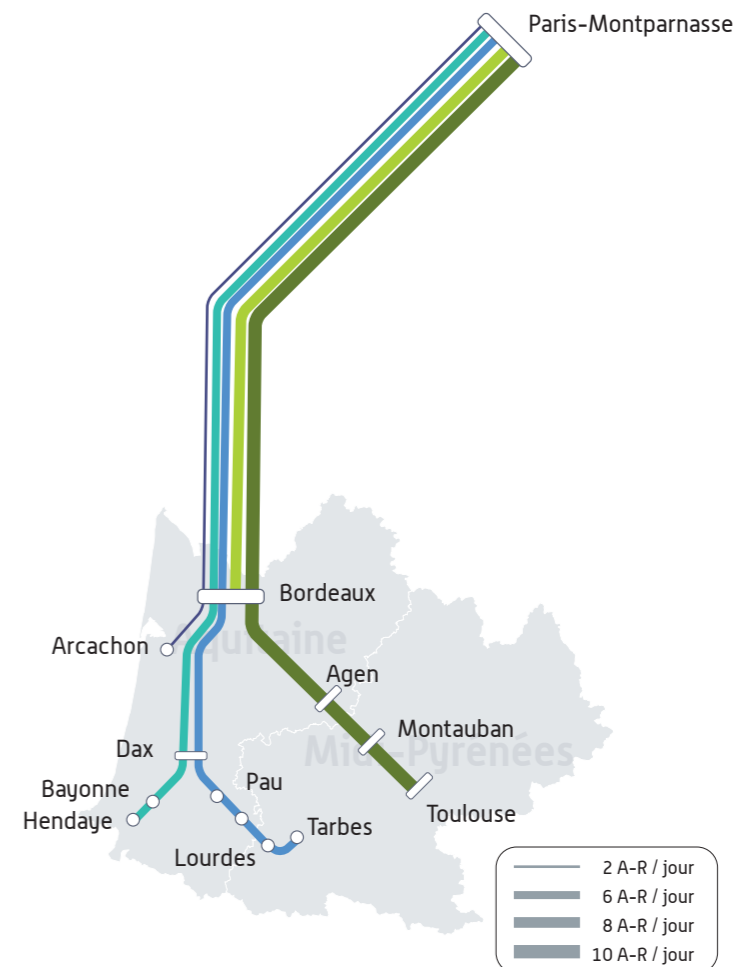 Paris-Montparnasse
Bordeaux
Aquitaine
Arcachon
Agen
Montauban
Dax
Midi-Pyrénées
Bayonne
Pau
Hendaye
Toulouse
Tarbes
Lourdes
2 A-R / jour
6 A-R / jour
8 A-R / jour
10 A-R / jour